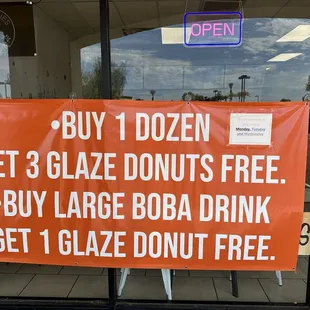 OPEN
•BUY 1 DOZEN
ET 3 GLAZE DONUTS FREE.
-BUY LARGE BOBA DRINK
GET 1 GLAZE DONUT FREE.